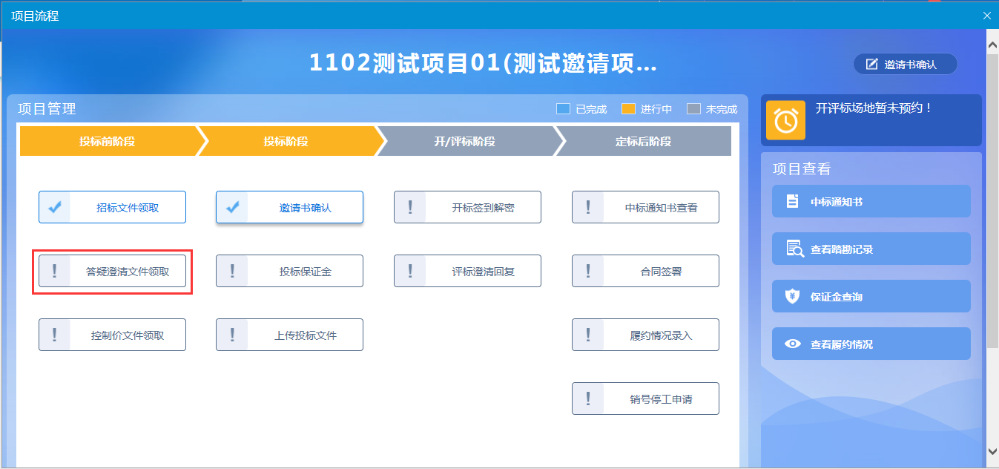 项目流程
1102测试项目01(测试邀请项...
邀请书确认
项目管理
已完成
进行中
未完成
投标前阶段
投标阶段
开/评标阶段
定标后阶段
招标文件领取
邀请书确认
开标签到解密
中标通知书查看
答疑澄清文件领取
投标保证金
评标澄清回复
合同签署
控制价文件领取
上传投标文件
履约情况录入
销号停工申请
开评标场地暂未预约！
项目查看
中标通知书
查看踏勘记录
保证金查询
查看履约情况